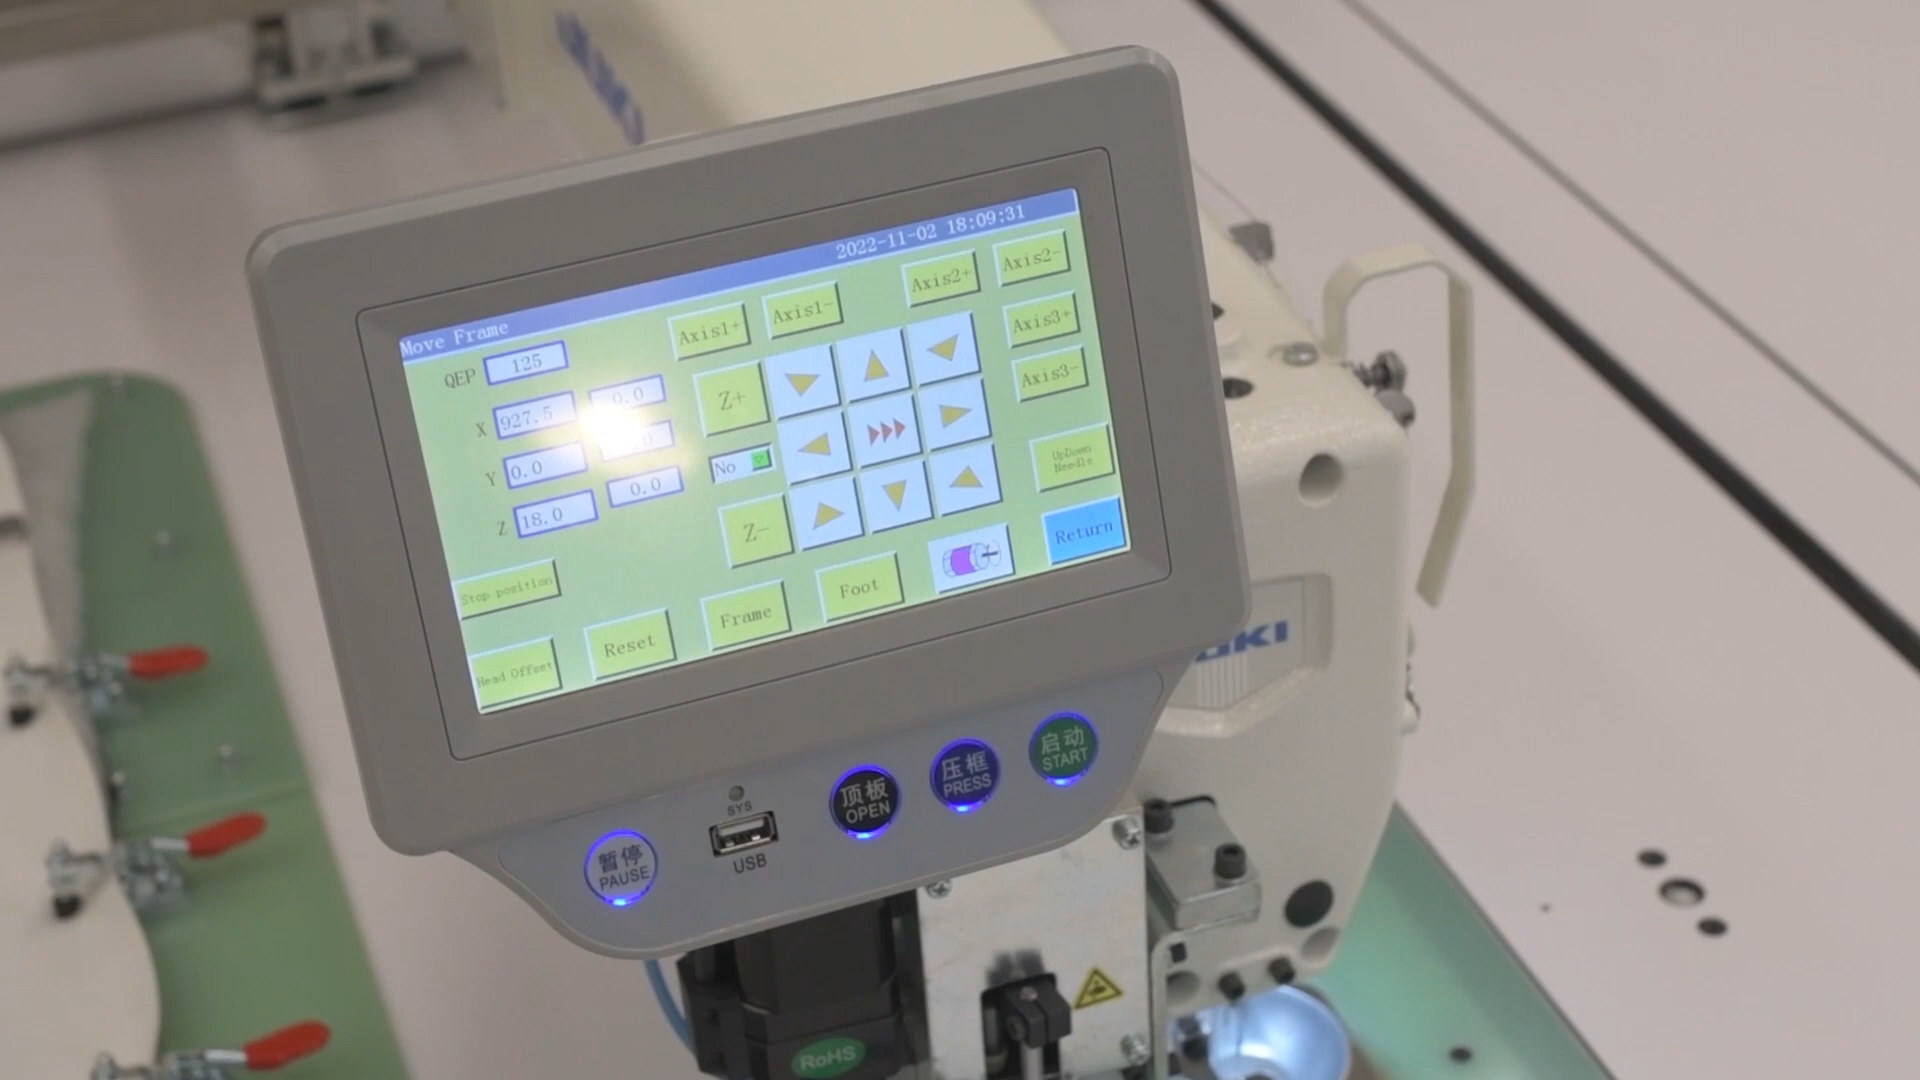 JUKI
2022-11-02 18:09:31
Move Frame
QEP 125
X 927.5 0.0
Y 0.0 .0
Z 18.0 0.0
Axis1+ Axis1- Axis2+ Axis2-
Axis3+
Axis3-
Z+
No
Z-
UpDown
Needle
Return
Stop position
Head Offset
Reset
Frame
Foot
暂停
PAUSE
SYS
USB
顶板
OPEN
压框
PRESS
启动
START
RoHS